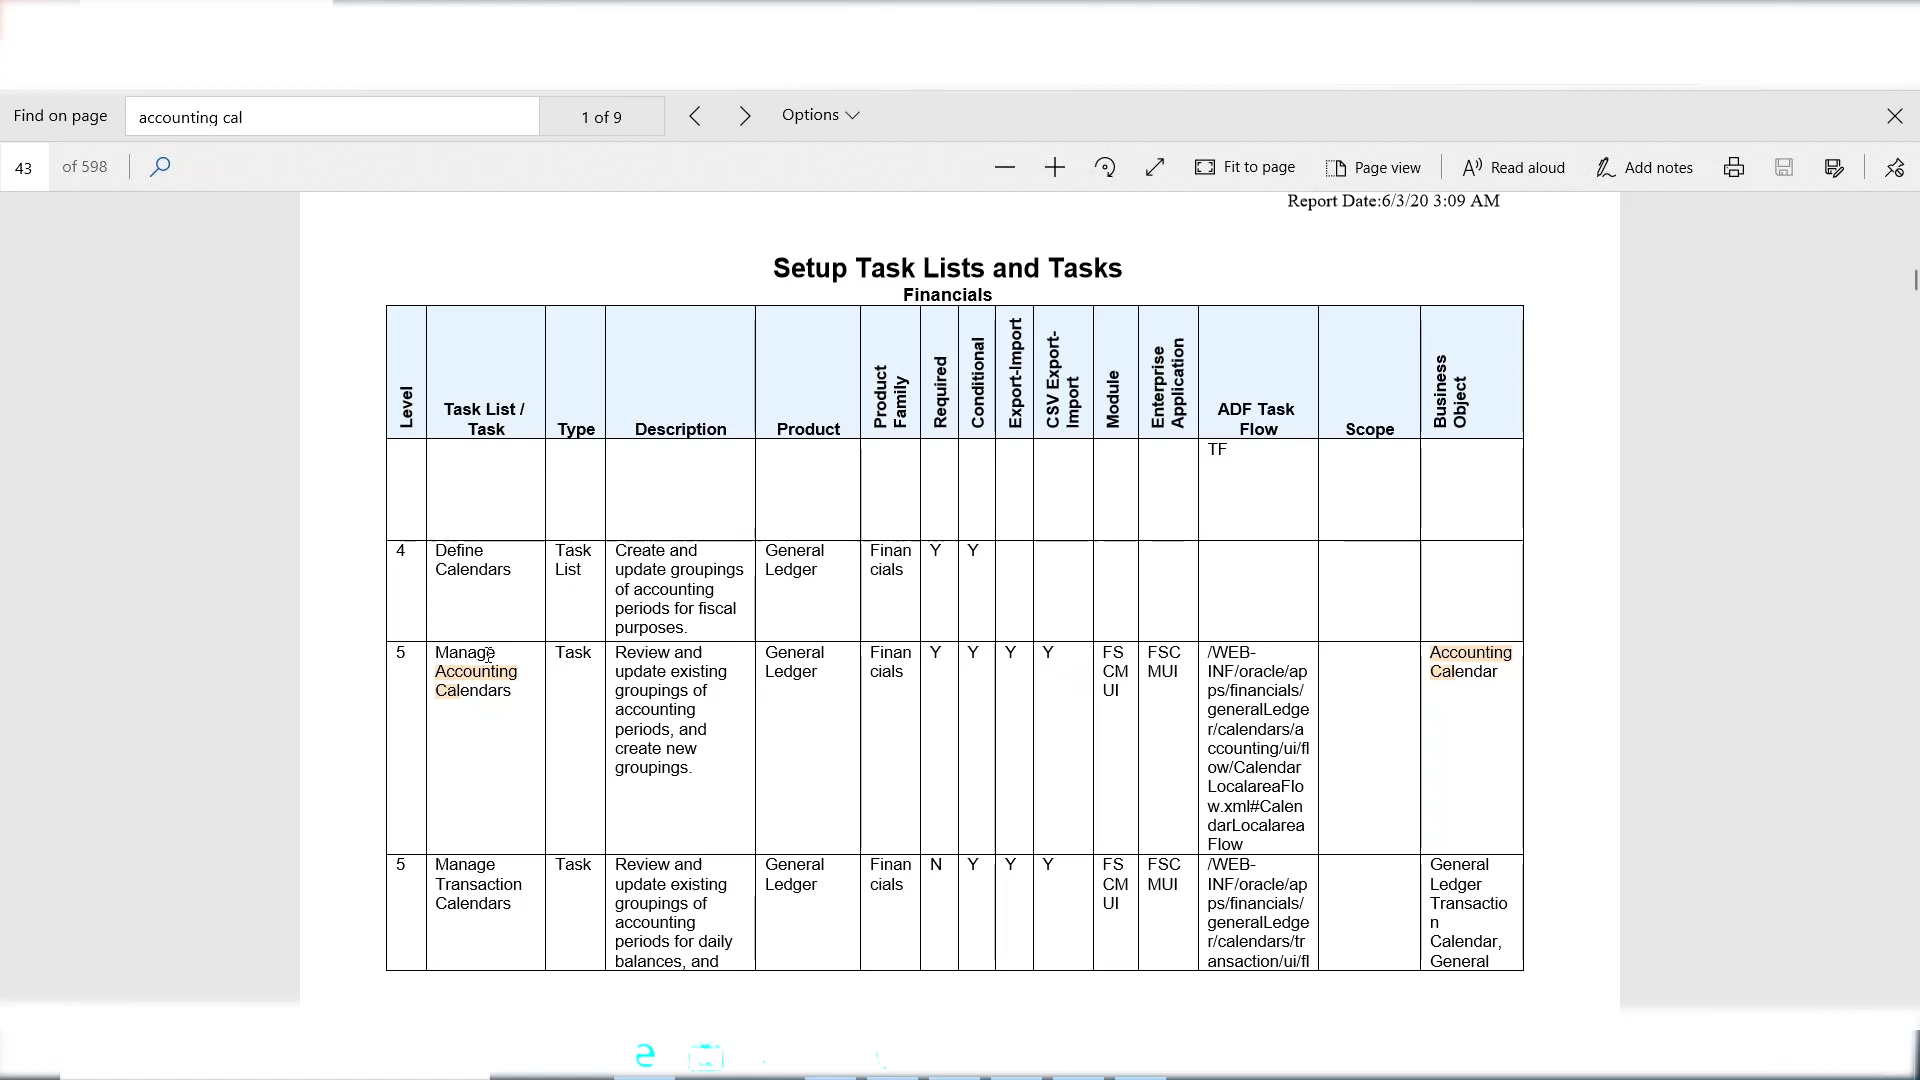 Find on page
accounting cal
1 of 9
Options
43
of 598
Fit to page
Page view
Read aloud
Add notes
Report Date:6/3/20 3:09 AM
Setup Task Lists and Tasks
Financials
Level
Task List /
Task
Type
Description
Product
Product
Family
Required
Conditional
Export-Import
CSV Export-
Import
Module
Enterprise
Application
ADF Task
Flow
Scope
Business
Object
TF
4
Define
Calendars
Task
List
Create and
update groupings
of accounting
periods for fiscal
purposes.
General
Ledger
Finan
cials
Y
Y
5
Manage
Accounting
Calendars
Task
Review and
update existing
groupings of
accounting
periods, and
create new
groupings.
General
Ledger
Finan
cials
Y
Y
Y
Y
FS
CM
UI
FSC
MUI
/WEB-
INF/oracle/ap
ps/financials/
generalLedge
r/calendars/a
ccounting/ui/fl
ow/Calendar
LocalareaFlo
w.xml#Calen
darLocalarea
Flow
Accounting
Calendar
5
Manage
Transaction
Calendars
Task
Review and
update existing
groupings of
accounting
periods for daily
balances, and
General
Ledger
Finan
cials
N
Y
Y
Y
FS
CM
UI
FSC
MUI
/WEB-
INF/oracle/ap
ps/financials/
generalLedge
r/calendars/tr
ansaction/ui/fl
General
Ledger
Transactio
n
Calendar,
General